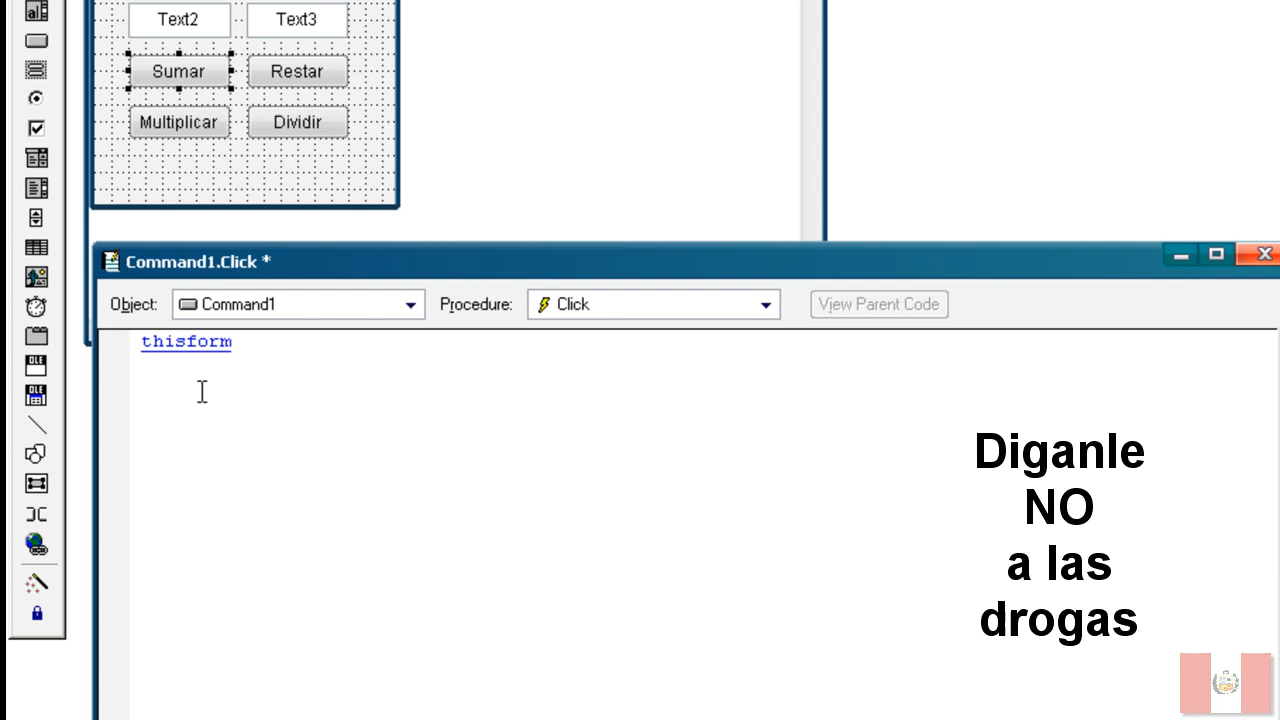 Text2 Text3
Sumar Restar
Multiplicar Dividir
Command1.Click *
Object: Command1 Procedure: Click View Parent Code
thisform
Diganle
NO
a las
drogas